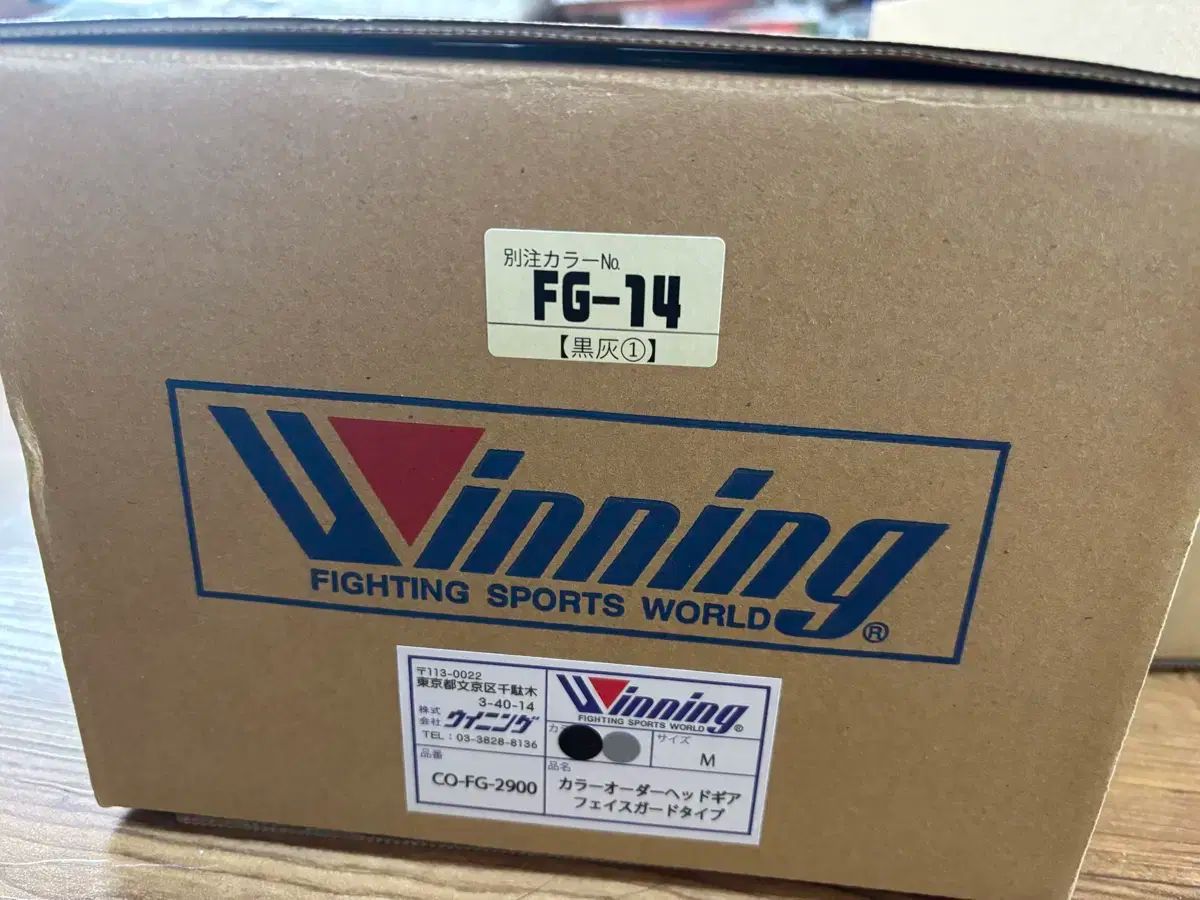 別注カラー№
FG-14
【黒灰①】
Winning
FIGHTING SPORTS WORLD
®
〒113-0022
東京都文京区千駄木
3-40-14
株式会社 ウイニング
TEL：03-3828-8136
品番
CO-FG-2900
Winning
FIGHTING SPORTS WORLD ®
カ
サイズ
M
品名
カラーオーダーヘッドギア
フェイスガードタイプ